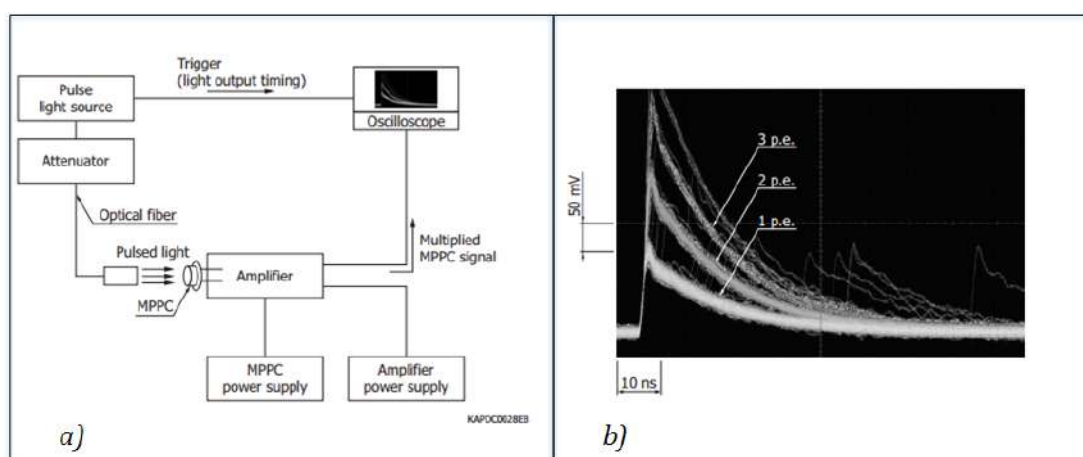 Trigger
(light output timing)
Pulse
light source
Oscilloscope
Attenuator
Optical fiber
Pulsed light
MPPC
Amplifier
Multiplied
MPPC signal
MPPC
power supply
Amplifier
power supply
KAPDC0028EB
a)
3 p.e.
2 p.e.
1 p.e.
50 mV
10 ns
b)